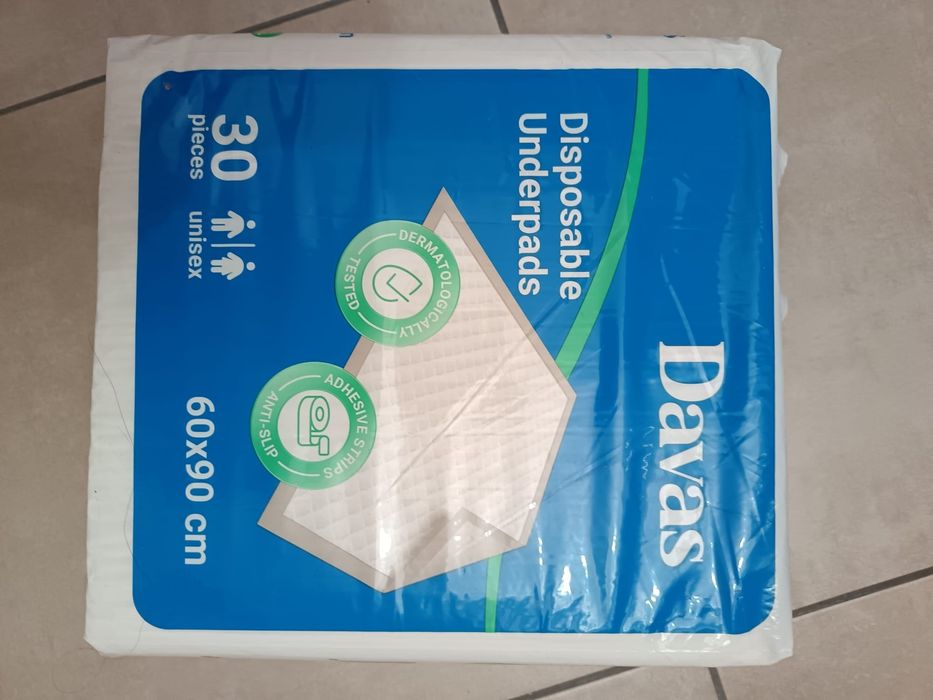 Davas
Disposable
Underpads
DERMATOLOGICALLY
TESTED
ADHESIVE STRIPS
ANTI-SLIP
30
pieces
unisex
60x90 cm